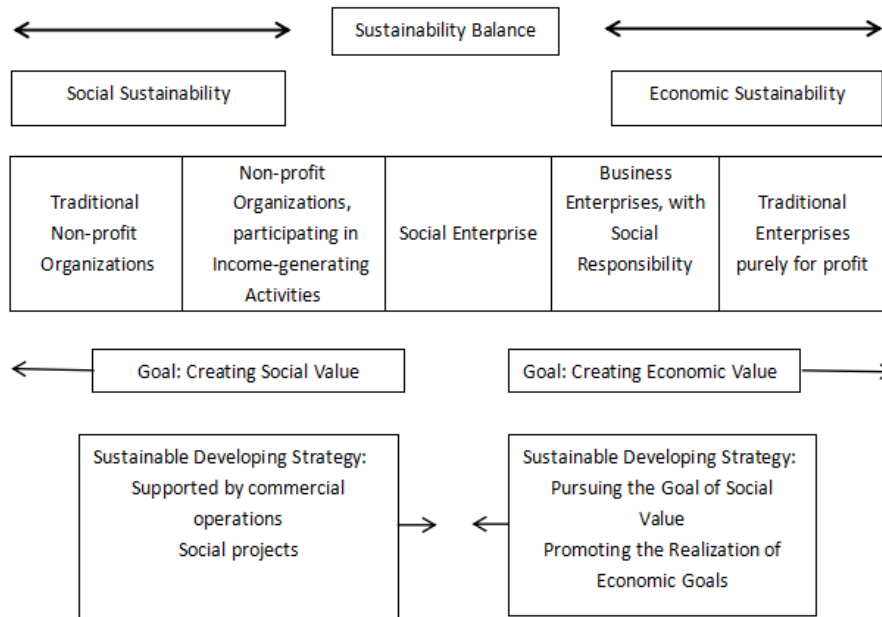 Sustainability Balance
Social Sustainability
Economic Sustainability
Traditional
Non-profit
Organizations
Non-profit
Organizations,
participating in
Income-generating
Activities
Social Enterprise
Business
Enterprises, with
Social
Responsibility
Traditional
Enterprises
purely for profit
Goal: Creating Social Value
Goal: Creating Economic Value
Sustainable Developing Strategy:
Supported by commercial
operations
Social projects
Sustainable Developing Strategy:
Pursuing the Goal of Social
Value
Promoting the Realization of
Economic Goals